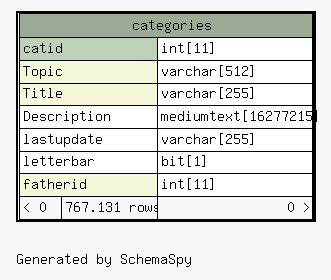 categories
catid int[11]
Topic varchar[512]
Title varchar[255]
Description mediumtext[16277215]
lastupdate varchar[255]
letterbar bit[1]
fatherid int[11]
< 0 767.131 rows 0 >
Generated by SchemaSpy